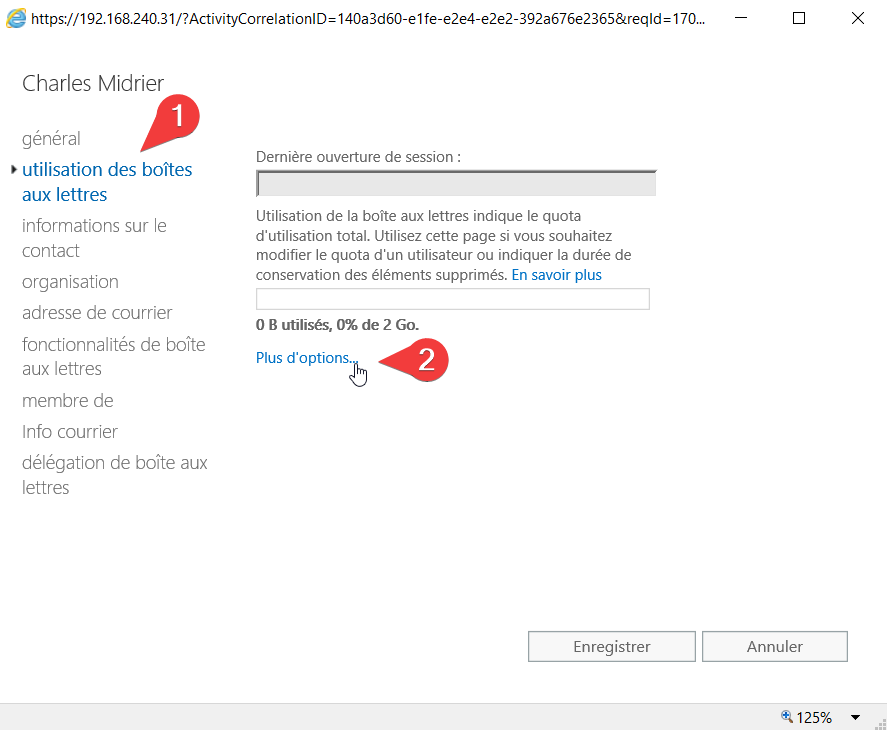 https://192.168.240.31/?ActivityCorrelationID=140a3d60-e1fe-e2e4-e2e2-392a676e2365&reqId=170...
Charles Midrier
1
général
utilisation des boîtes
aux lettres
informations sur le
contact
organisation
adresse de courrier
fonctionnalités de boîte
aux lettres
membre de
Info courrier
délégation de boîte aux
lettres
Dernière ouverture de session :
Utilisation de la boîte aux lettres indique le quota
d'utilisation total. Utilisez cette page si vous souhaitez
modifier le quota d'un utilisateur ou indiquer la durée de
conservation des éléments supprimés. En savoir plus
0 B utilisés, 0% de 2 Go.
Plus d'options...
2
Enregistrer
Annuler
125%